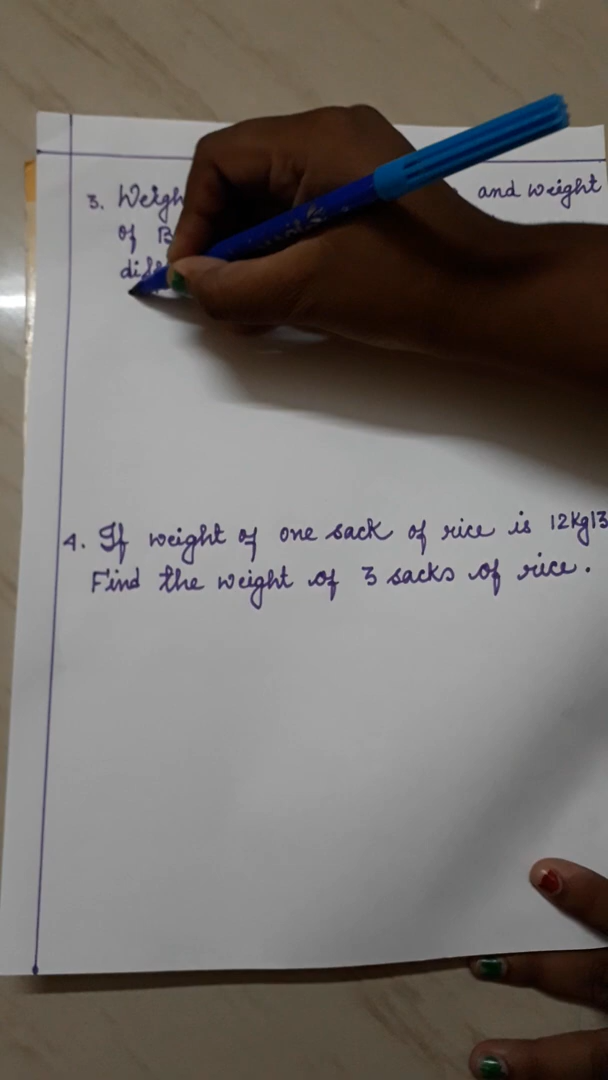 3. Weigh and weight
of B
diff
4. If weight of one sack of rice is 12Kg13
Find the weight of 3 sacks of rice.